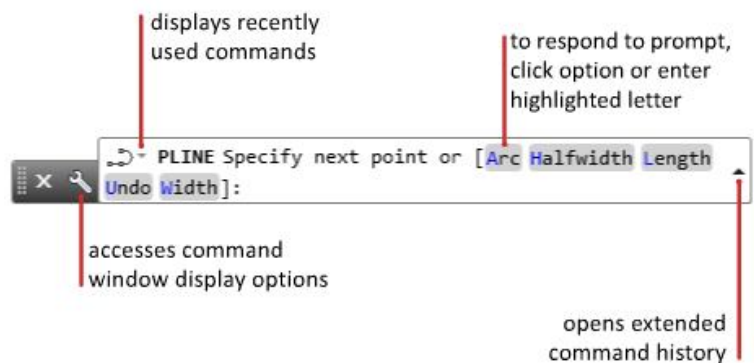 displays recently
used commands
to respond to prompt,
click option or enter
highlighted letter
PLINE Specify next point or [Arc Halfwidth Length
Undo Width]:
accesses command
window display options
opens extended
command history